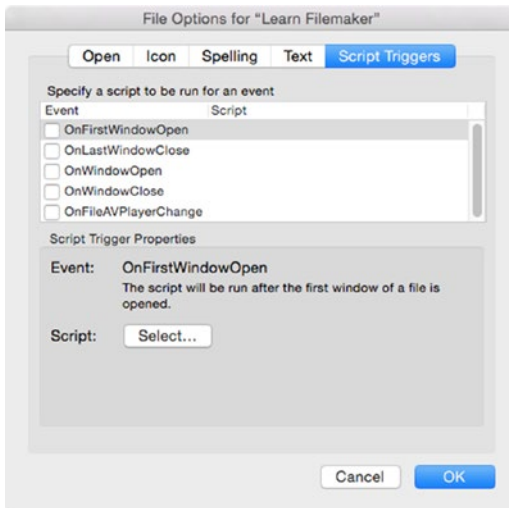 File Options for “Learn Filemaker”
Open Icon Spelling Text Script Triggers
Specify a script to be run for an event
Event Script
OnFirstWindowOpen
OnLastWindowClose
OnWindowOpen
OnWindowClose
OnFileAVPlayerChange
Script Trigger Properties
Event: OnFirstWindowOpen
The script will be run after the first window of a file is
opened.
Script: Select...
Cancel OK